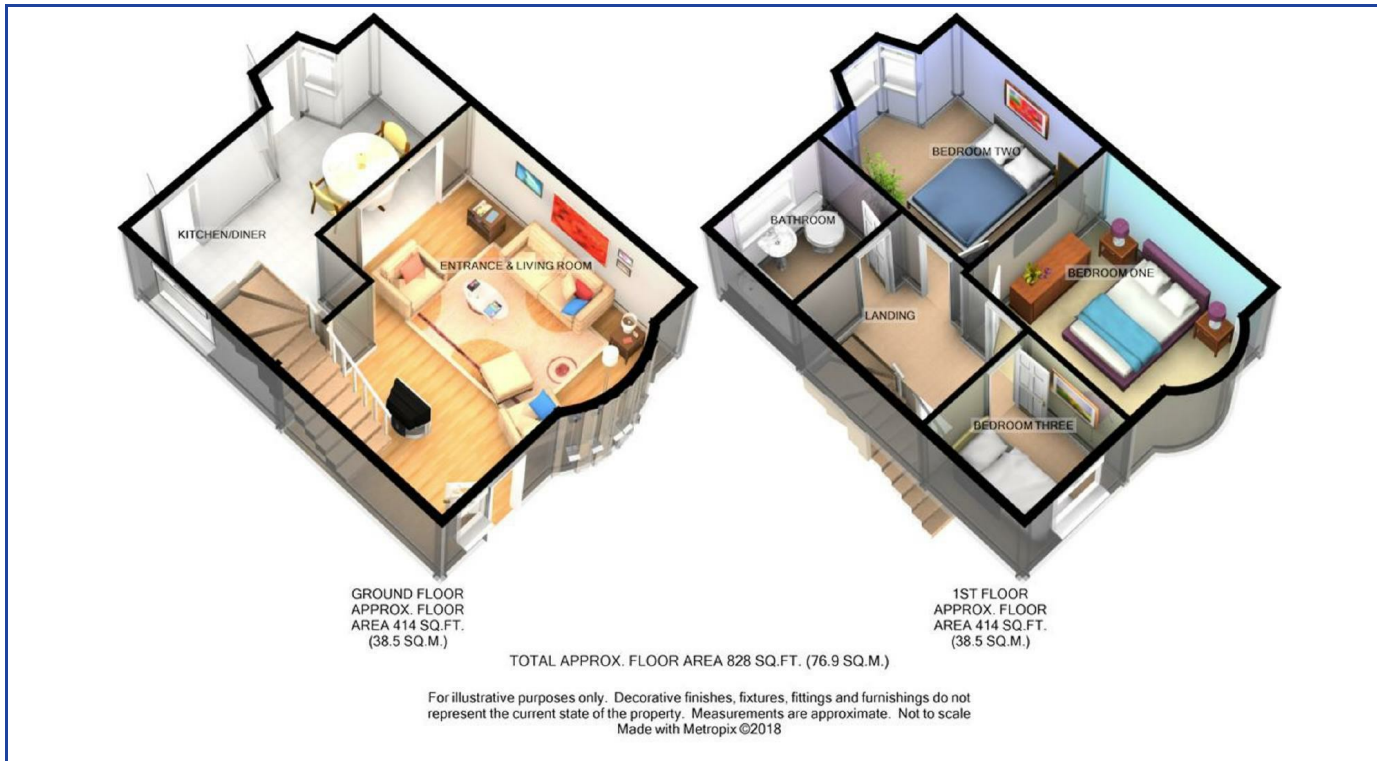 KITCHEN/DINER
ENTRANCE & LIVING ROOM
BEDROOM TWO
BATHROOM
BEDROOM ONE
LANDING
BEDROOM THREE
GROUND FLOOR
APPROX. FLOOR
AREA 414 SQ.FT.
(38.5 SQ.M.)
1ST FLOOR
APPROX. FLOOR
AREA 414 SQ.FT.
(38.5 SQ.M.)
TOTAL APPROX. FLOOR AREA 828 SQ.FT. (76.9 SQ.M.)
For illustrative purposes only. Decorative finishes, fixtures, fittings and furnishings do not
represent the current state of the property. Measurements are approximate. Not to scale
Made with Metropix ©2018